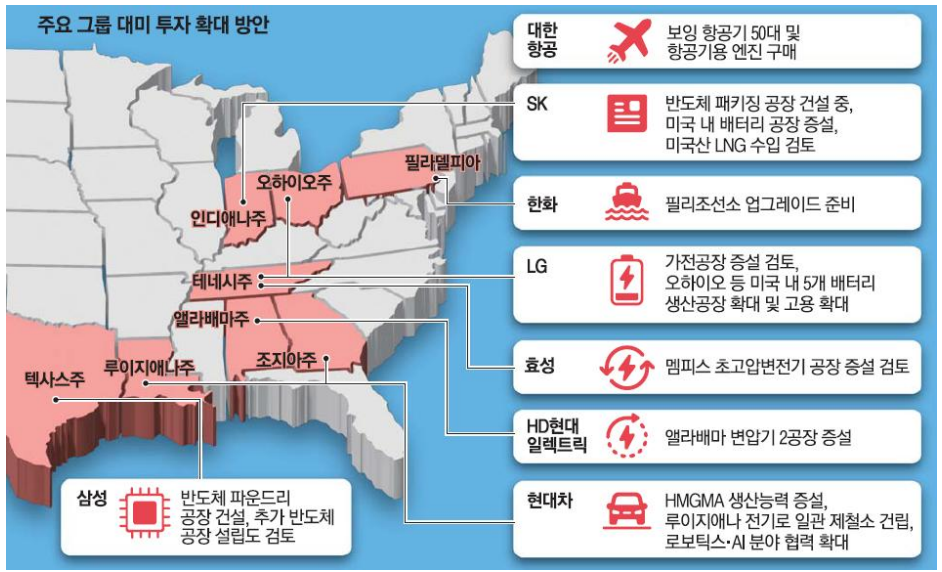 주요 그룹 대미 투자 확대 방안
대한
항공
보잉 항공기 50대 및
항공기용 엔진 구매
SK
반도체 패키징 공장 건설 중,
미국 내 배터리 공장 증설,
미국산 LNG 수입 검토
한화
필리조선소 업그레이드 준비
LG
가전공장 증설 검토,
오하이오 등 미국 내 5개 배터리
생산공장 확대 및 고용 확대
효성
멤피스 초고압변전기 공장 증설 검토
HD현대
일렉트릭
앨라배마 변압기 2공장 증설
현대차
HMGMA 생산능력 증설,
루이지애나 전기로 일관 제철소 건립,
로보틱스·AI 분야 협력 확대
삼성
반도체 파운드리
공장 건설, 추가 반도체
공장 설립도 검토
필라델피아
오하이오주
인디애나주
테네시주
앨라배마주
조지아주
루이지애나주
텍사스주